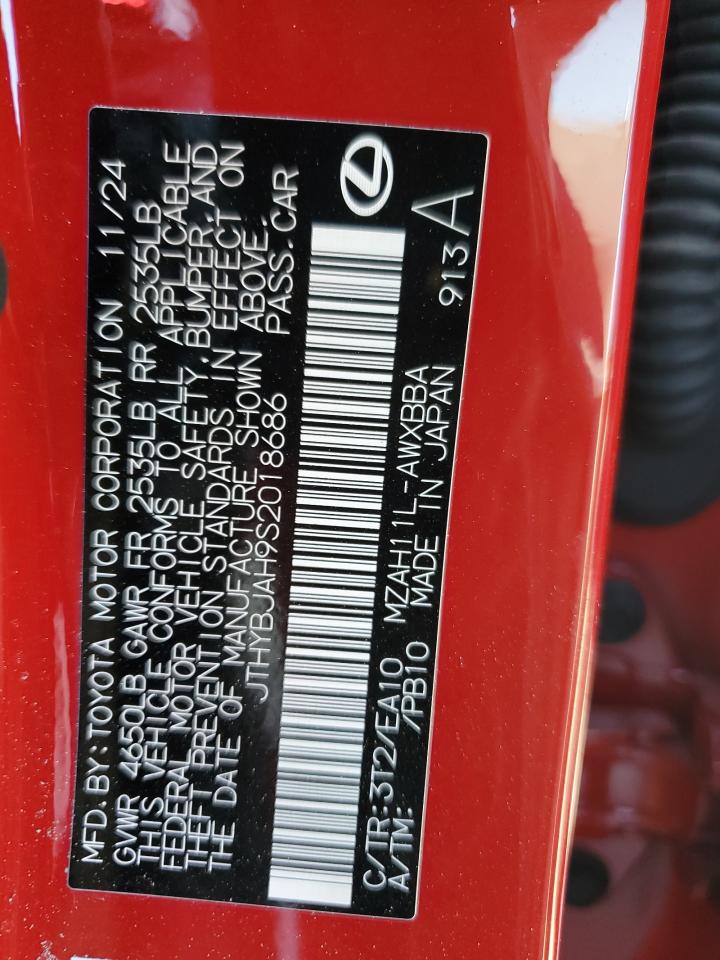 MFD.BY:TOYOTA MOTOR CORPORATION 11/24
GVWR 4650LB GAWR FR 2535LB RR 2535LB
THIS VEHICLE CONFORMS TO ALL APPLICABLE
FEDERAL MOTOR VEHICLE SAFETY,BUMPER,AND
THEFT PREVENTION STANDARDS IN EFFECT ON
THE DATE OF MANUFACTURE SHOWN ABOVE.
JTHYBJAH9S2018686 PASS.CAR
C/TR:3T2/EA10 MZAH11L-AWXBBA 913A
A/TM: /PB10 MADE IN JAPAN